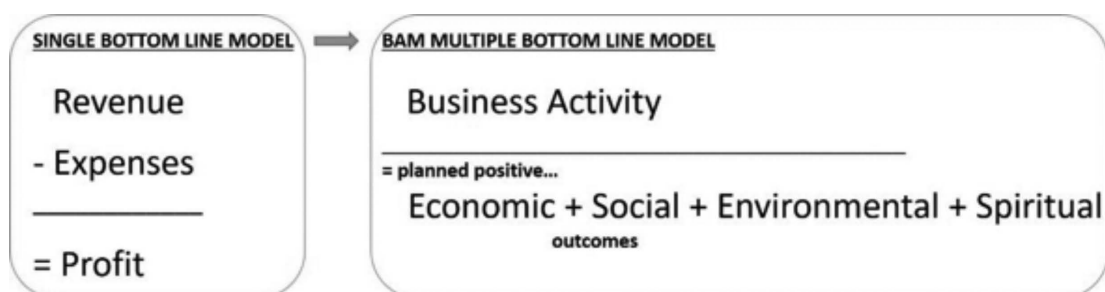 SINGLE BOTTOM LINE MODEL
Revenue
- Expenses
= Profit
BAM MULTIPLE BOTTOM LINE MODEL
Business Activity
= planned positive...
Economic + Social + Environmental + Spiritual
outcomes